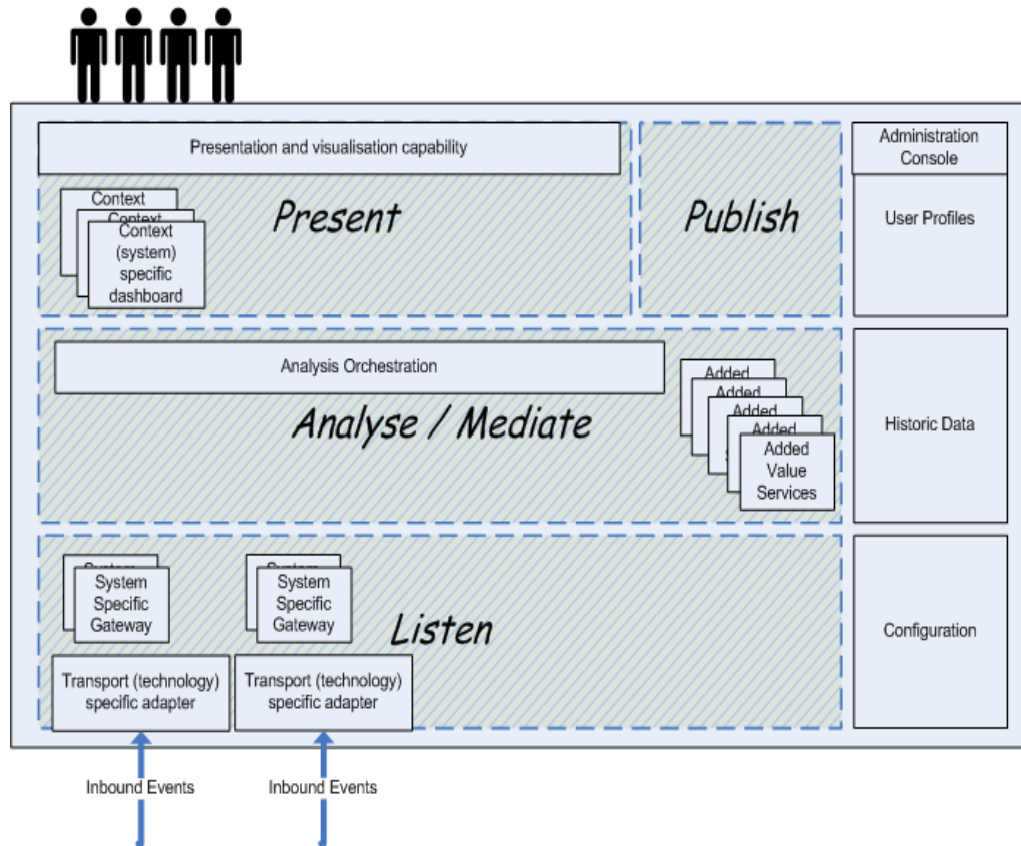 Presentation and visualisation capability
Administration
Console
Context
Context
Context
(system)
specific
dashboard
Present
Publish
User Profiles
Analysis Orchestration
Added
Added
Added
Added
Added
Value
Services
Analyse / Mediate
Historic Data
System
System
Specific
Gateway
System
System
Specific
Gateway
Listen
Configuration
Transport (technology)
specific adapter
Transport (technology)
specific adapter
Inbound Events
Inbound Events